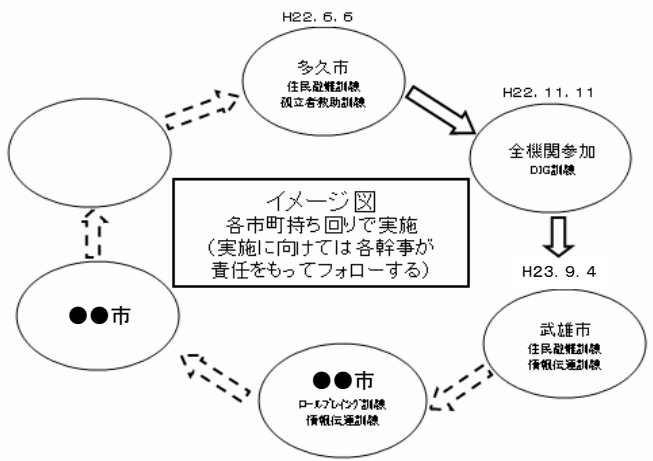 H22.6.6
多久市
住民避難訓練
孤立者救助訓練
H22.11.11
全機関参加
DIG訓練
イメージ図
各市町持ち回りで実施
（実施に向けては各幹事が
責任をもってフォローする）
H23.9.4
武雄市
住民避難訓練
情報伝達訓練
●●市
ロールプレイング訓練
情報伝達訓練
●●市